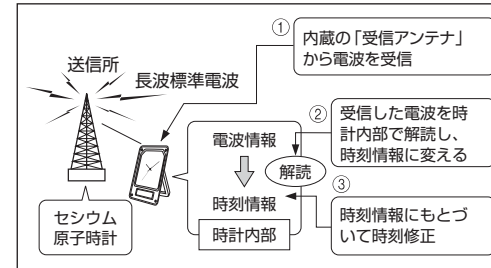 ①
内蔵の「受信アンテナ」
から電波を受信
送信所
長波標準電波
②
受信した電波を時
計内部で解読し、
時刻情報に変える
電波情報
解読
③
時刻情報
時刻情報にもとづ
いて時刻修正
時計内部
セシウム
原子時計